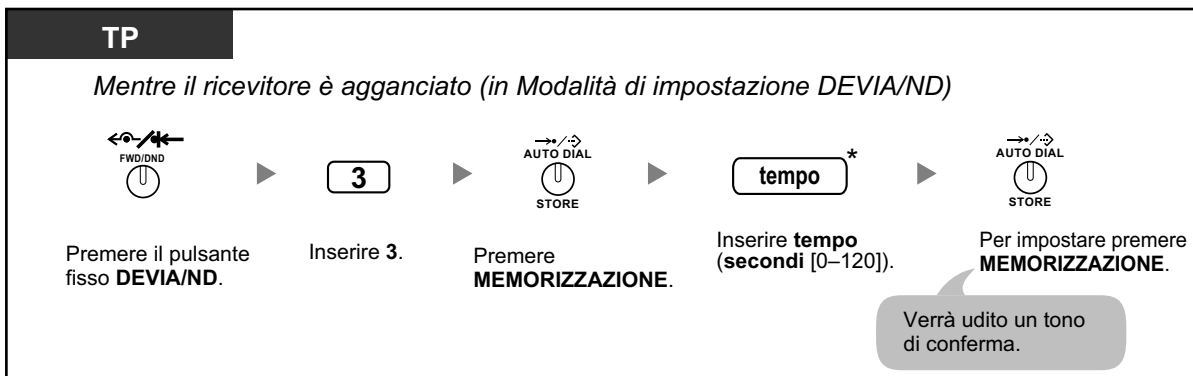 TP
Mentre il ricevitore è agganciato (in Modalità di impostazione DEVIA/ND)
FWD/DND
Premere il pulsante
fisso DEVIA/ND.
3
Inserire 3.
AUTO DIAL
STORE
Premere
MEMORIZZAZIONE.
tempo*
Inserire tempo
(secondi [0–120]).
AUTO DIAL
STORE
Per impostare premere
MEMORIZZAZIONE.
Verrà udito un tono
di conferma.